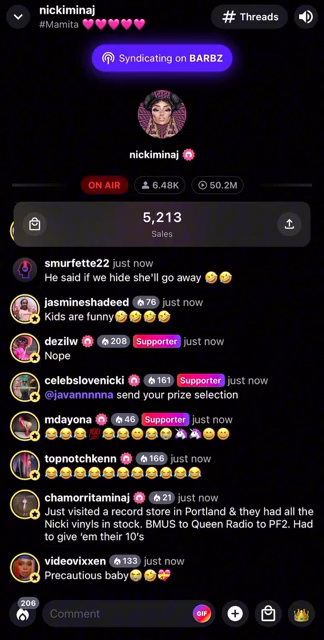 nickiminaj
#Mamita 💖💖💖💖💖
# Threads
Syndicating on BARBZ
nickiminaj
ON AIR 6.48K 50.2M
5,213
Sales
smurfette22 just now
He said if we hide she'll go away 🤣🤣
jasmineshadeed 76 just now
Kids are funny🤣🤣🤣🤣
dezilw 208 Supporter just now
Nope
celebslovenicki 161 Supporter just now
@javannnnna send your prize selection
mdayona 46 Supporter just now
😂😂😂💯😂😂😄😂😭🦄🦄😄😄
topnotchkenn 166 just now
😂😂😂😂😂😂😂😂😂😂😂
chamorritaminaj 21 just now
Just visited a record store in Portland & they had all the
Nicki vinyls in stock. BMUS to Queen Radio to PF2. Had
to give 'em their 10's
videovixxen 133 just now
Precautious baby😭🤣💝
206
Comment
GIF